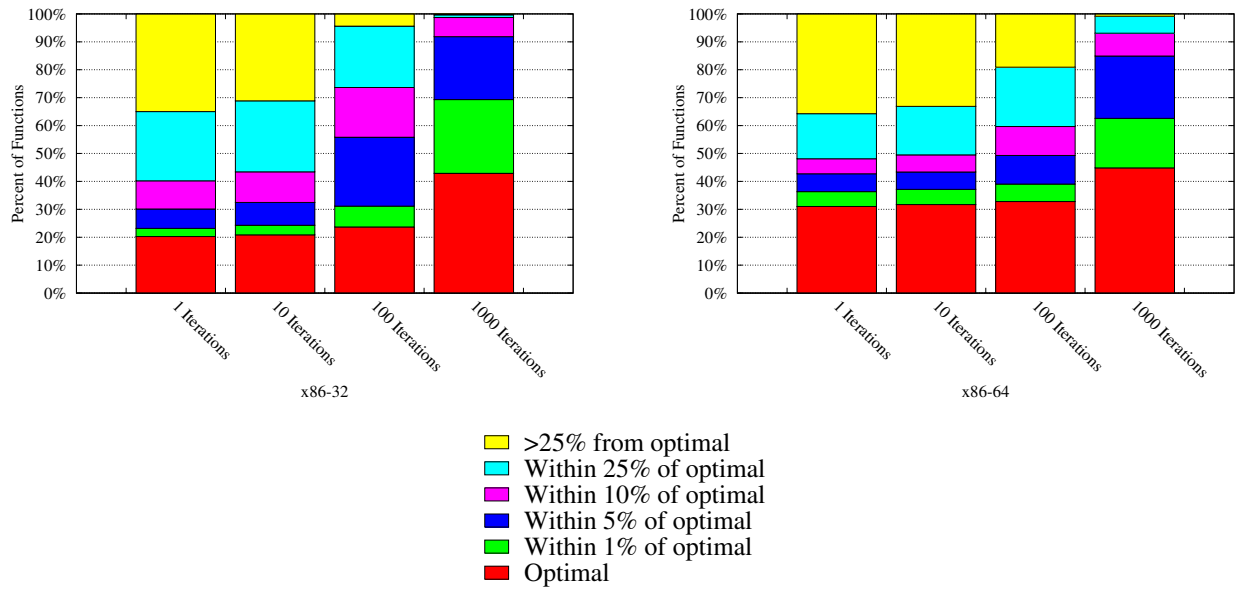 Percent of Functions
100%
90%
80%
70%
60%
50%
40%
30%
20%
10%
0%
1 Iterations
10 Iterations
100 Iterations
1000 Iterations
x86-32
Percent of Functions
100%
90%
80%
70%
60%
50%
40%
30%
20%
10%
0%
1 Iterations
10 Iterations
100 Iterations
1000 Iterations
x86-64
>25% from optimal
Within 25% of optimal
Within 10% of optimal
Within 5% of optimal
Within 1% of optimal
Optimal